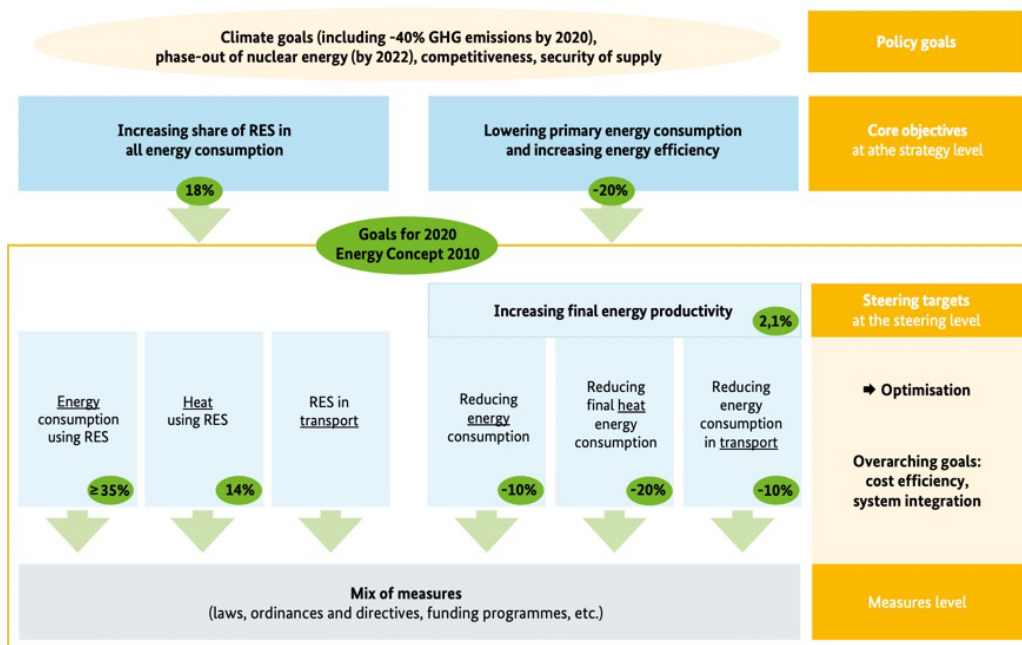 Climate goals (including -40% GHG emissions by 2020),
phase-out of nuclear energy (by 2022), competitiveness, security of supply
Policy goals
Increasing share of RES in
all energy consumption
18%
Lowering primary energy consumption
and increasing energy efficiency
-20%
Core objectives
at athe strategy level
Goals for 2020
Energy Concept 2010
Increasing final energy productivity
2,1%
Steering targets
at the steering level
Energy
consumption
using RES
≥35%
Heat
using RES
14%
RES in
transport
Reducing
energy
consumption
-10%
Reducing
final heat
energy
consumption
-20%
Reducing
energy
consumption
in transport
-10%
➡ Optimisation
Overarching goals:
cost efficiency,
system integration
Mix of measures
(laws, ordinances and directives, funding programmes, etc.)
Measures level